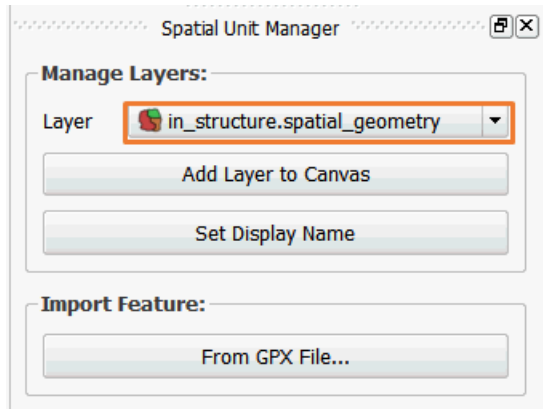 Spatial Unit Manager
Manage Layers:
Layer in_structure.spatial_geometry
Add Layer to Canvas
Set Display Name
Import Feature:
From GPX File...